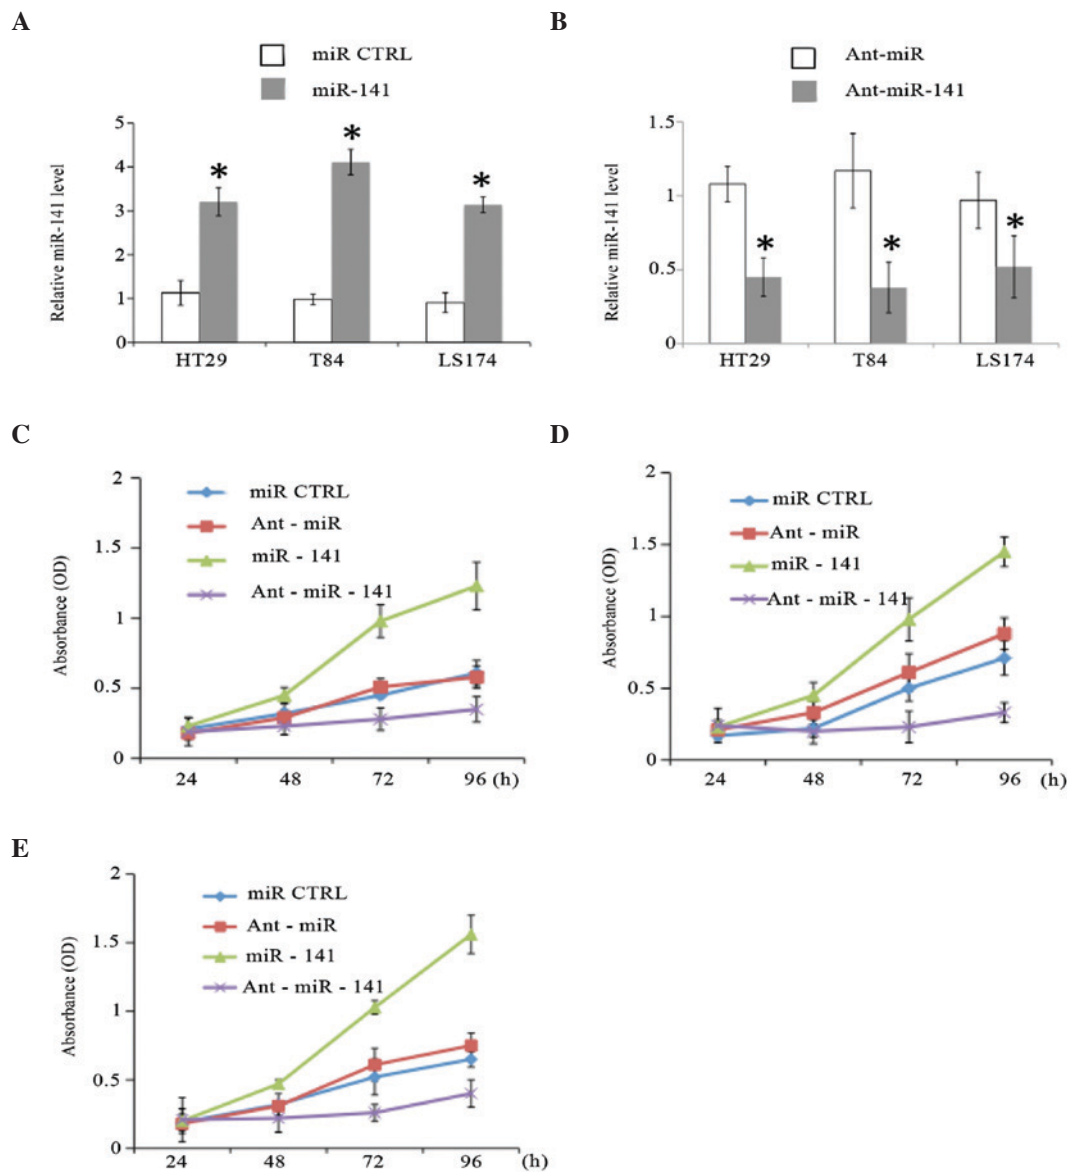 A
miR CTRL
miR-141
Relative miR-141 level
5
4
3
2
1
0
*
*
*
HT29
T84
LS174
B
Ant-miR
Ant-miR-141
Relative miR-141 level
1.5
1
0.5
0
*
*
*
HT29
T84
LS174
C
miR CTRL
Ant - miR
miR - 141
Ant - miR - 141
Absorbance (OD)
2
1.5
1
0.5
0
24 48 72 96 (h)
D
miR CTRL
Ant - miR
miR - 141
Ant - miR - 141
Absorbance (OD)
2
1.5
1
0.5
0
24 48 72 96 (h)
E
miR CTRL
Ant - miR
miR - 141
Ant - miR - 141
Absorbance (OD)
2
1.5
1
0.5
0
24 48 72 96 (h)